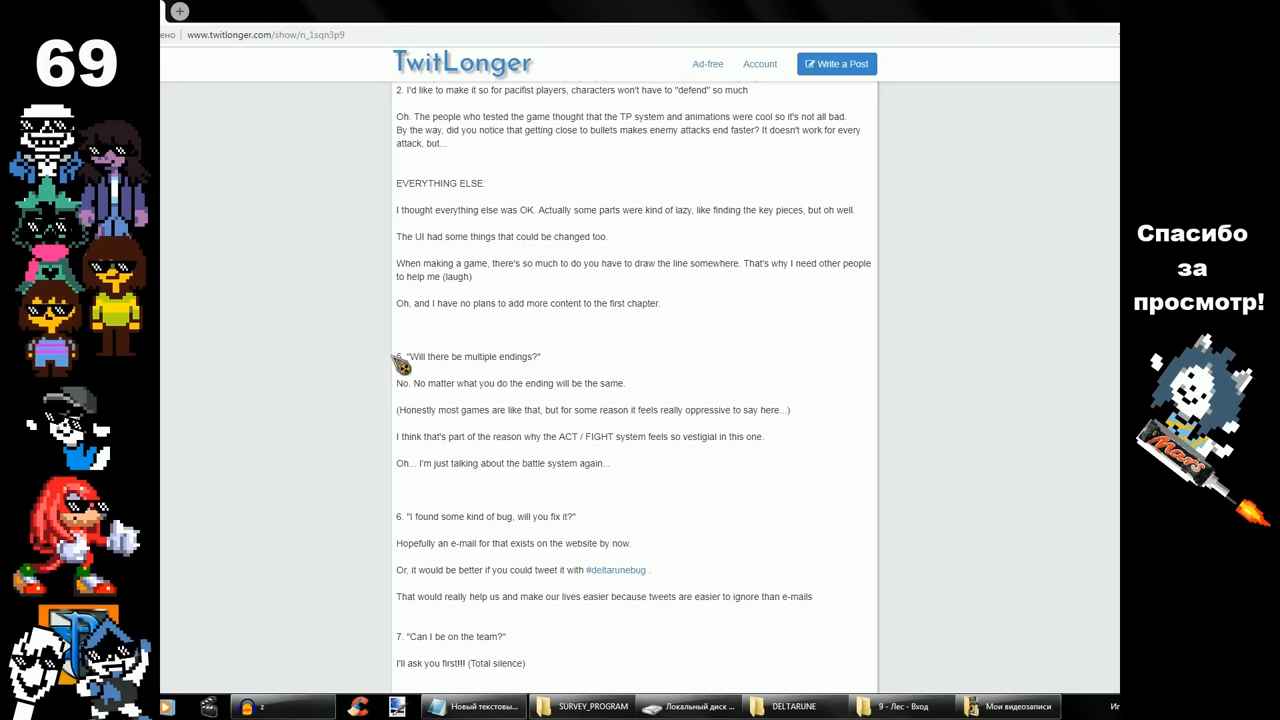 69
ено
www.twitlonger.com/show/n_1sqn3p9
TwitLonger
Ad-free
Account
Write a Post
2. I'd like to make it so for pacifist players, characters won't have to "defend" so much
Oh. The people who tested the game thought that the TP system and animations were cool so it's not all bad.
By the way, did you notice that getting close to bullets makes enemy attacks end faster? It doesn't work for every
attack, but...
EVERYTHING ELSE:
I thought everything else was OK. Actually some parts were kind of lazy, like finding the key pieces, but oh well.
The UI had some things that could be changed too.
When making a game, there's so much to do you have to draw the line somewhere. That's why I need other people
to help me (laugh)
Oh, and I have no plans to add more content to the first chapter.
5. "Will there be multiple endings?"
No. No matter what you do the ending will be the same.
(Honestly most games are like that, but for some reason it feels really oppressive to say here...)
I think that's part of the reason why the ACT / FIGHT system feels so vestigial in this one.
Oh... I'm just talking about the battle system again...
6. "I found some kind of bug, will you fix it?"
Hopefully an e-mail for that exists on the website by now.
Or, it would be better if you could tweet it with #deltarunebug .
That would really help us and make our lives easier because tweets are easier to ignore than e-mails
7. "Can I be on the team?"
I'll ask you first!!! (Total silence)
Спасибо
за
просмотр!
Mars
z
Новый текстовы...
SURVEY_PROGRAM
Локальный диск ...
DELTARUNE
9 - Лес - Вход
Мои видеозаписи